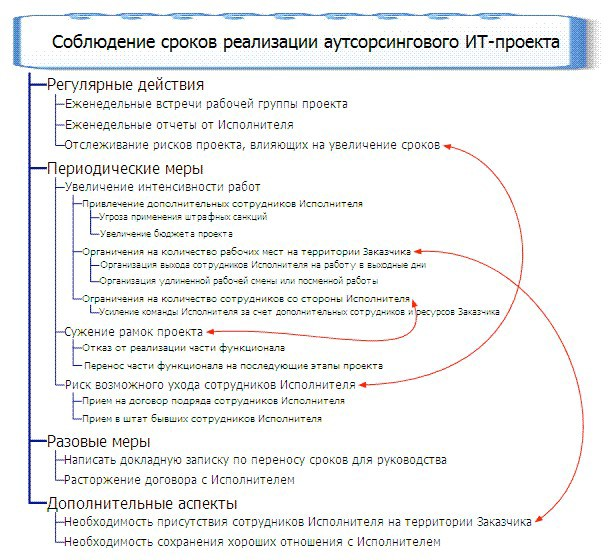 Соблюдение сроков реализации аутсорсингового ИТ-проекта
Регулярные действия
Еженедельные встречи рабочей группы проекта
Еженедельные отчеты от Исполнителя
Отслеживание рисков проекта, влияющих на увеличение сроков
Периодические меры
Увеличение интенсивности работ
Привлечение дополнительных сотрудников Исполнителя
Угроза применения штрафных санкций
Увеличение бюджета проекта
Органичения на количество рабочих мест на территории Заказчика
Организация выхода сотрудников Исполнителя на работу в выходные дни
Организация удлиненной рабочей смены или посменной работы
Ограничения на количество сотрудников со стороны Исполнителя
Усиление команды Исполнителя за счет дополнительных сотрудников и ресурсов Заказчика
Сужение рамок проекта
Отказ от реализации части функционала
Перенос части функционала на последующие этапы проекта
Риск возможного ухода сотрудников Исполнителя
Прием на договор подряда сотрудников Исполнителя
Прием в штат бывших сотрудников Исполнителя
Разовые меры
Написать докладную записку по переносу сроков для руководства
Расторжение договора с Исполнителем
Дополнительные аспекты
Необходимость присутствия сотрудников Исполнителя на территории Заказчика
Необходимость сохранения хороших отношения с Исполнителем